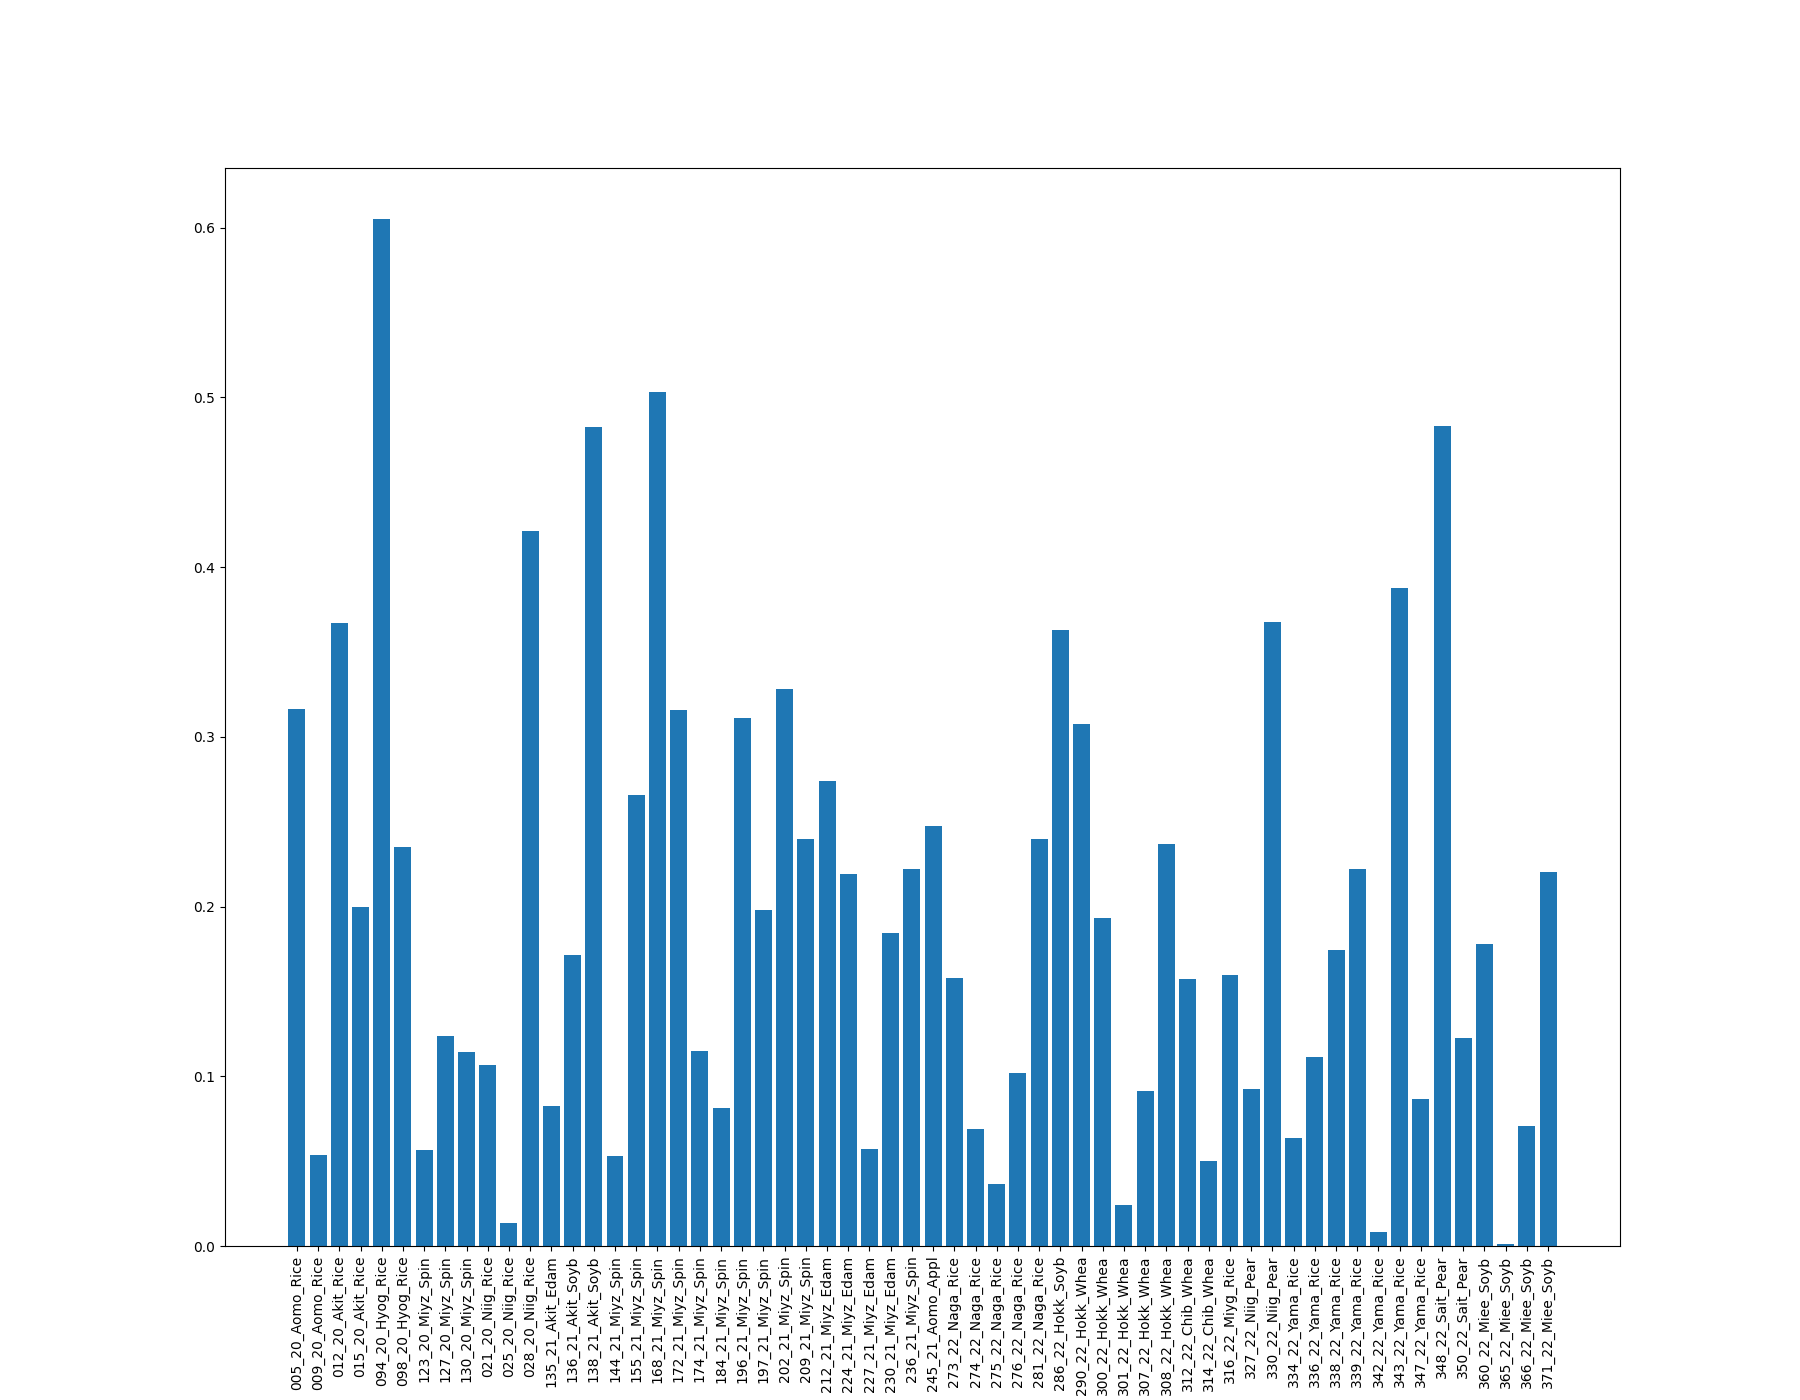 0.6
0.5
0.4
0.3
0.2
0.1
0.0
005_20_Aomo_Rice
009_20_Aomo_Rice
012_20_Akit_Rice
015_20_Akit_Rice
094_20_Hyog_Rice
098_20_Hyog_Rice
123_20_Miyz_Spin
127_20_Miyz_Spin
130_20_Miyz_Spin
021_20_Niig_Rice
025_20_Niig_Rice
028_20_Niig_Rice
135_21_Akit_Edam
136_21_Akit_Soyb
138_21_Akit_Soyb
144_21_Miyz_Spin
155_21_Miyz_Spin
168_21_Miyz_Spin
172_21_Miyz_Spin
174_21_Miyz_Spin
184_21_Miyz_Spin
196_21_Miyz_Spin
197_21_Miyz_Spin
202_21_Miyz_Spin
209_21_Miyz_Spin
212_21_Miyz_Edam
224_21_Miyz_Edam
227_21_Miyz_Edam
230_21_Miyz_Edam
236_21_Miyz_Spin
245_21_Aomo_Appl
273_22_Naga_Rice
274_22_Naga_Rice
275_22_Naga_Rice
276_22_Naga_Rice
281_22_Naga_Rice
286_22_Hokk_Soyb
290_22_Hokk_Whea
300_22_Hokk_Whea
301_22_Hokk_Whea
307_22_Hokk_Whea
308_22_Hokk_Whea
312_22_Chib_Whea
314_22_Chib_Whea
316_22_Miyg_Rice
327_22_Niig_Pear
330_22_Niig_Pear
334_22_Yama_Rice
336_22_Yama_Rice
338_22_Yama_Rice
339_22_Yama_Rice
342_22_Yama_Rice
343_22_Yama_Rice
347_22_Yama_Rice
348_22_Sait_Pear
350_22_Sait_Pear
360_22_Miee_Soyb
365_22_Miee_Soyb
366_22_Miee_Soyb
371_22_Miee_Soyb